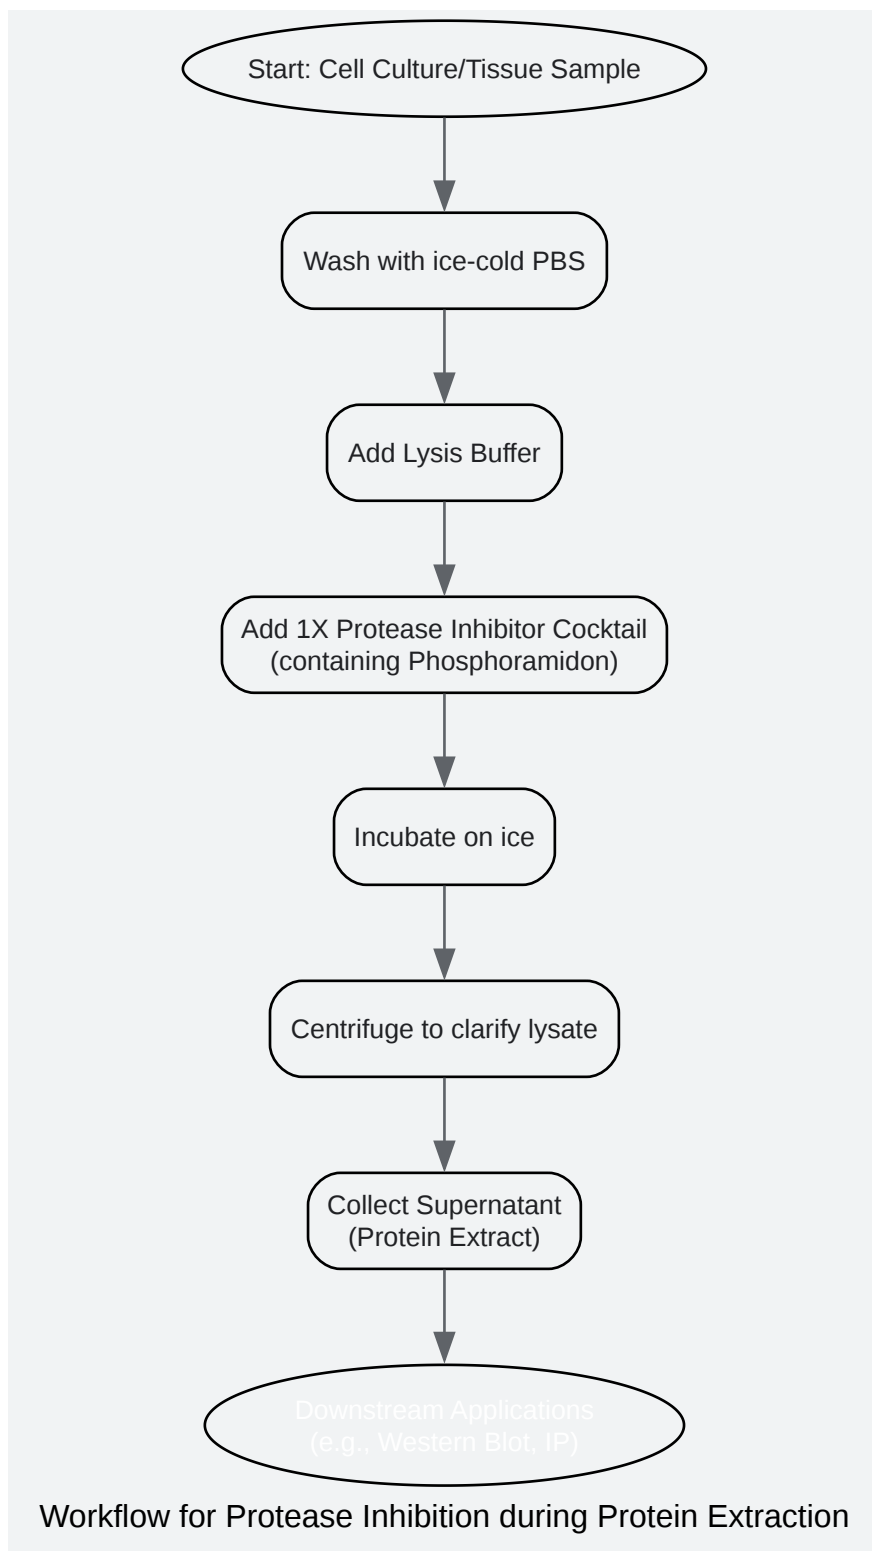 Start: Cell Culture/Tissue Sample
Wash with ice-cold PBS
Add Lysis Buffer
Add 1X Protease Inhibitor Cocktail
(containing Phosphoramidon)
Incubate on ice
Centrifuge to clarify lysate
Collect Supernatant
(Protein Extract)
Downstream Applications
(e.g., Western Blot, IP)
Workflow for Protease Inhibition during Protein Extraction